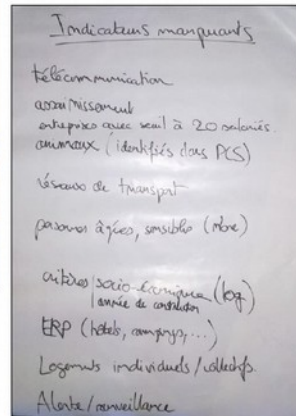 Indicateurs manquants
télécommunication
assainissement
entreprises avec seuil à 20 salariés.
animaux (identifiés dans PCS)
réseaux de transport
personnes âgées, sensibles (nbre)
critères socio-économiques (log)
/ année de construction
ERP (hôtels, campings, ...)
Logements individuels / collectifs.
Alerte / surveillance